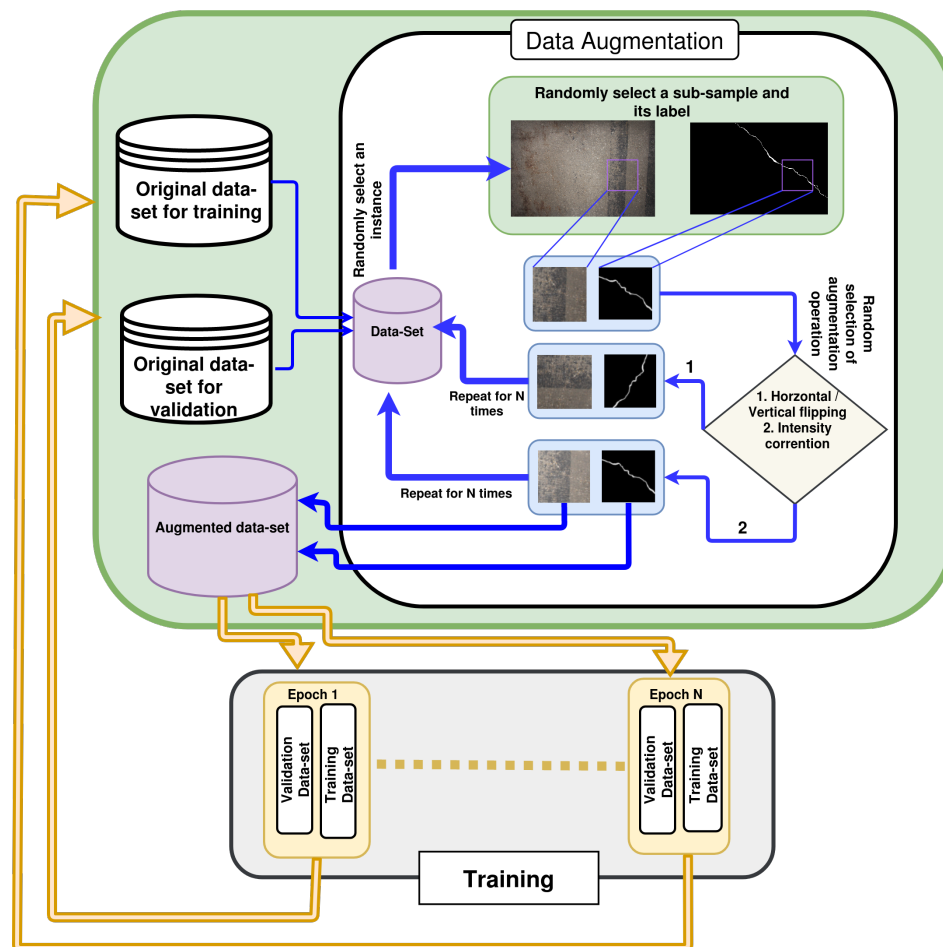 Data Augmentation
Randomly select a sub-sample and
its label
Original data-
set for training
Randomly select an
instance
Original data-
set for
validation
Data-Set
Random
selection of
augmentation
operation
1. Horzontal /
Vertical flipping
2. Intensity
corrention
1
Repeat for N
times
Repeat for N times
2
Augmented data-set
Epoch 1
Validation
Data-set
Training
Data-set
Epoch N
Validation
Data-set
Training
Data-set
Training